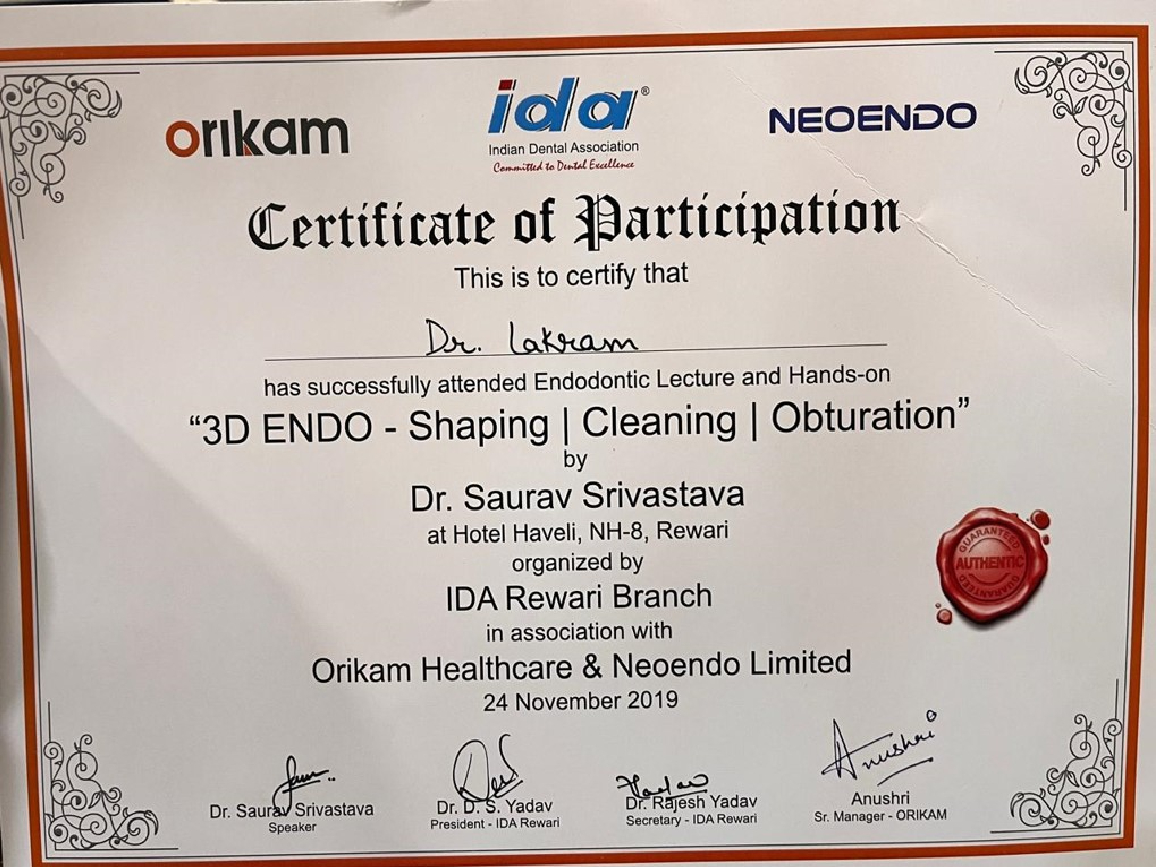 orikam
ida®
Indian Dental Association
Committed to Dental Excellence
NEOENDO
Certificate of Participation
This is to certify that
Dr. Lakram
has successfully attended Endodontic Lecture and Hands-on
“3D ENDO - Shaping | Cleaning | Obturation”
by
Dr. Saurav Srivastava
at Hotel Haveli, NH-8, Rewari
organized by
IDA Rewari Branch
in association with
Orikam Healthcare & Neoendo Limited
24 November 2019
GUARANTEED
AUTHENTIC
GUARANTEED
Anushri
Dr. Saurav Srivastava
Speaker
Dr. D. S. Yadav
President - IDA Rewari
Dr. Rajesh Yadav
Secretary - IDA Rewari
Anushri
Sr. Manager - ORIKAM